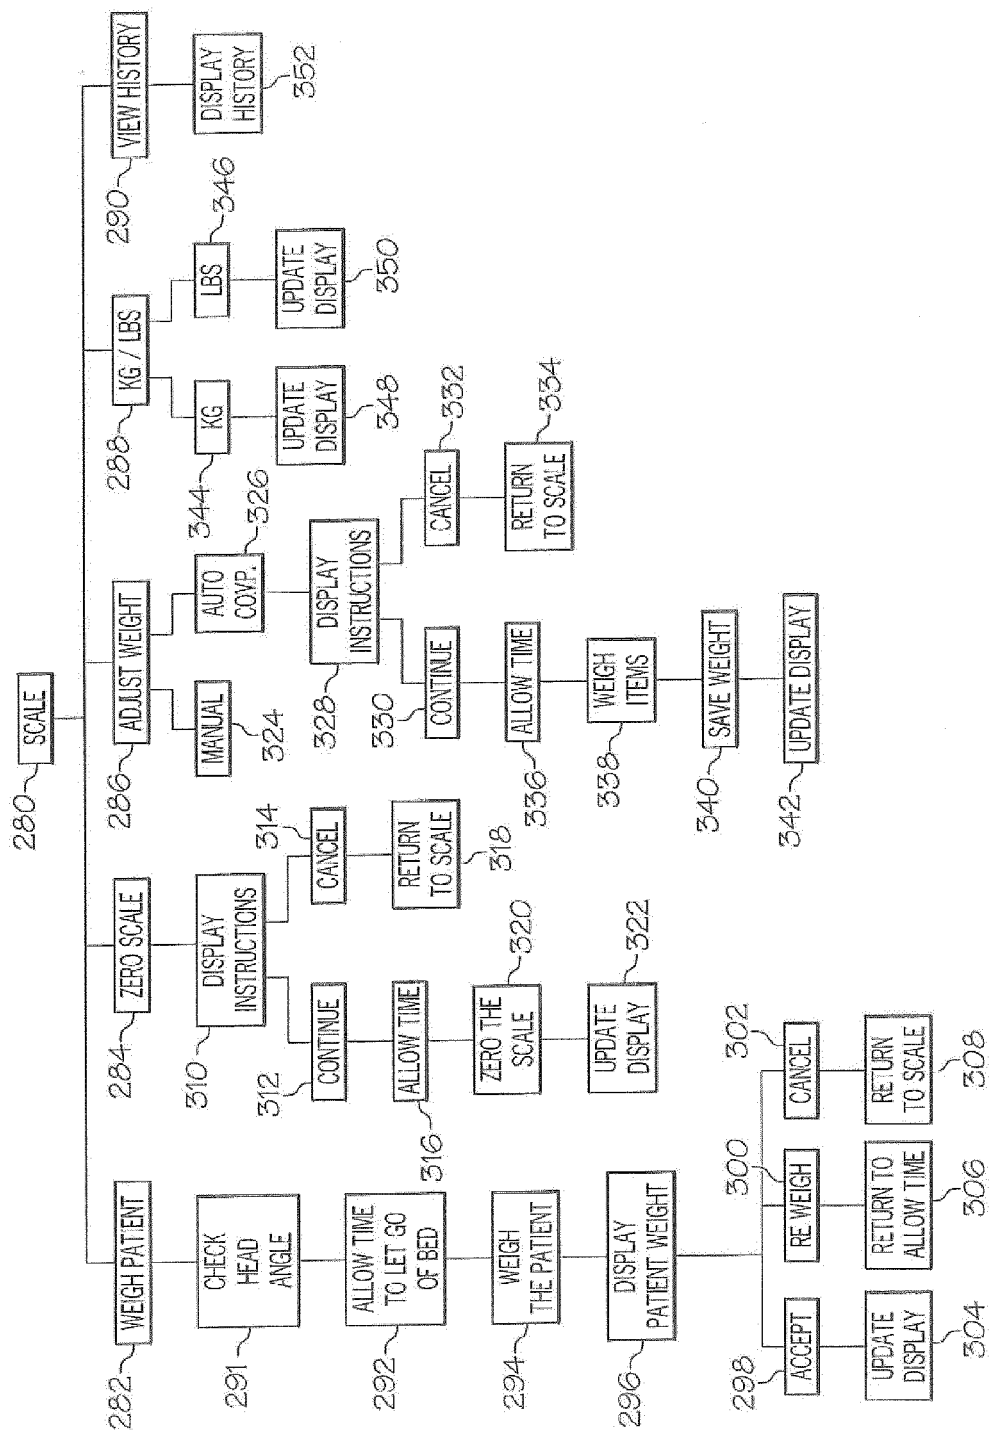 280
SCALE
282
WEIGH PATIENT
284
ZERO SCALE
286
ADJUST WEIGHT
288
KG / LBS
290
VIEW HISTORY
291
CHECK
HEAD
ANGLE
292
ALLOW TIME
TO LET GO
OF BED
294
WEIGH
THE PATIENT
296
DISPLAY
PATIENT WEIGHT
298
ACCEPT
300
RE WEIGH
302
CANCEL
UPDATE
DISPLAY
304
RETURN TO
ALLOW TIME
306
RETURN
TO SCALE
308
310
DISPLAY
INSTRUCTIONS
312
CONTINUE
314
CANCEL
316
ALLOW TIME
RETURN
TO SCALE
318
ZERO THE
SCALE
320
UPDATE
DISPLAY
322
MANUAL
324
AUTO
COVP.
326
328
DISPLAY
INSTRUCTIONS
330
CONTINUE
CANCEL
332
RETURN
TO SCALE
334
336
ALLOW TIME
338
WEIGH
ITEMS
340
SAVE WEIGHT
342
UPDATE DISPLAY
344
KG
LBS
346
UPDATE
DISPLAY
348
UPDATE
DISPLAY
350
DISPLAY
HISTORY
352